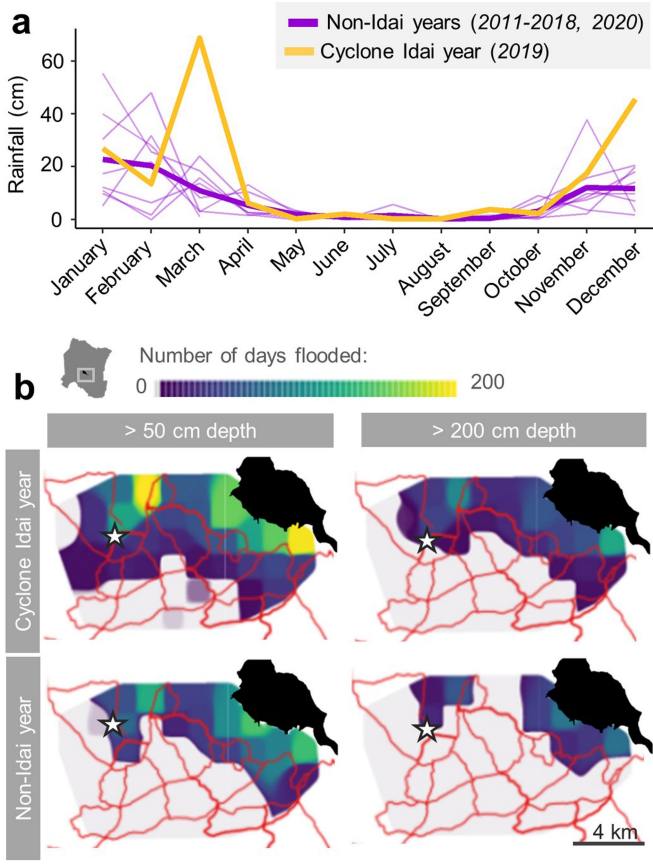 a
Non-Idai years (2011-2018, 2020)
Cyclone Idai year (2019)
Rainfall (cm)
60
40
20
0
January
February
March
April
May
June
July
August
September
October
November
December
b
Number of days flooded:
0
200
> 50 cm depth
> 200 cm depth
Cyclone Idai year
Non-Idai year
4 km